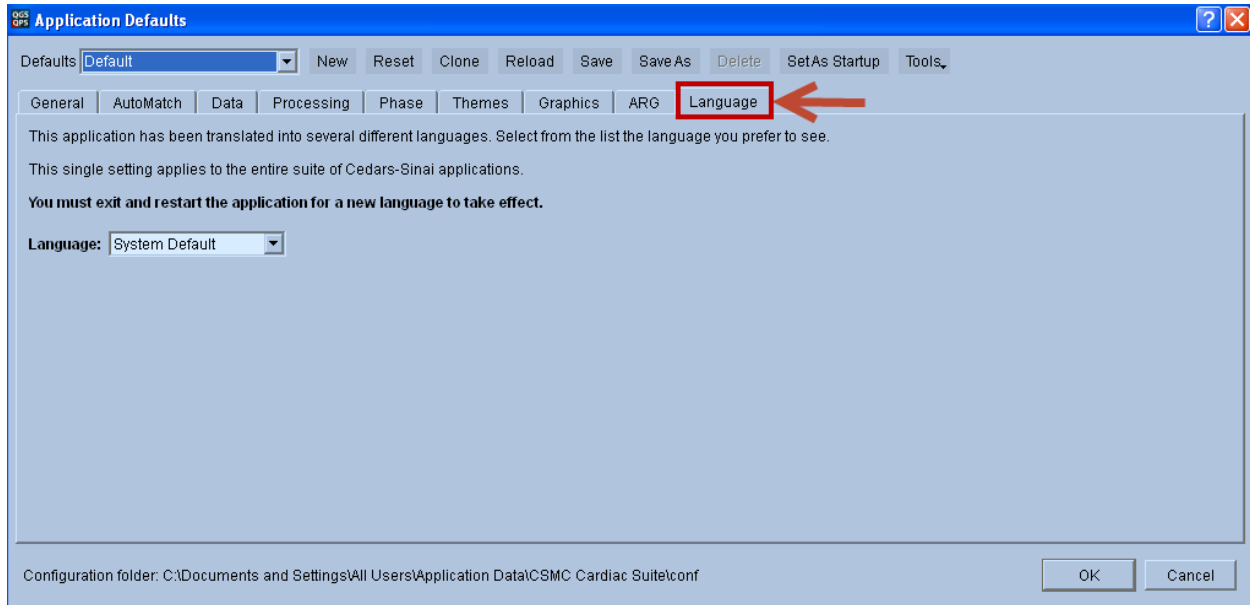 QGS QPS Application Defaults
Defaults Default New Reset Clone Reload Save Save As Delete Set As Startup Tools
General AutoMatch Data Processing Phase Themes Graphics ARG Language
This application has been translated into several different languages. Select from the list the language you prefer to see.
This single setting applies to the entire suite of Cedars-Sinai applications.
You must exit and restart the application for a new language to take effect.
Language: System Default
Configuration folder: C:\Documents and Settings\All Users\Application Data\CSMC Cardiac Suite\conf OK Cancel